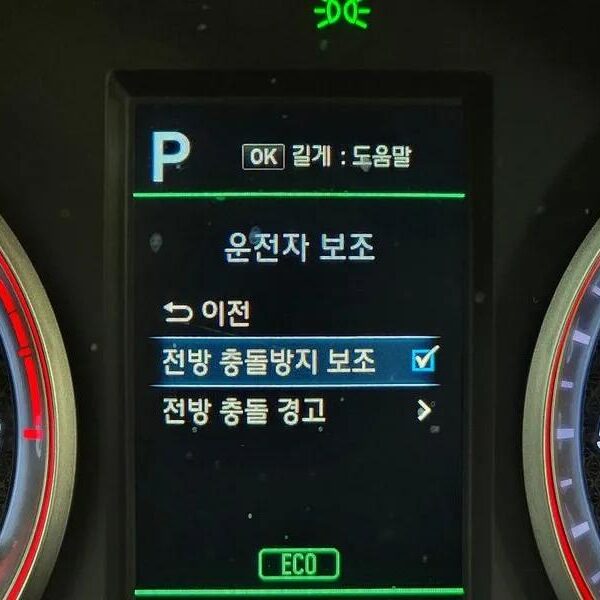 P
OK 길게 : 도움말
운전자 보조
이전
전방 충돌방지 보조
전방 충돌 경고
ECO